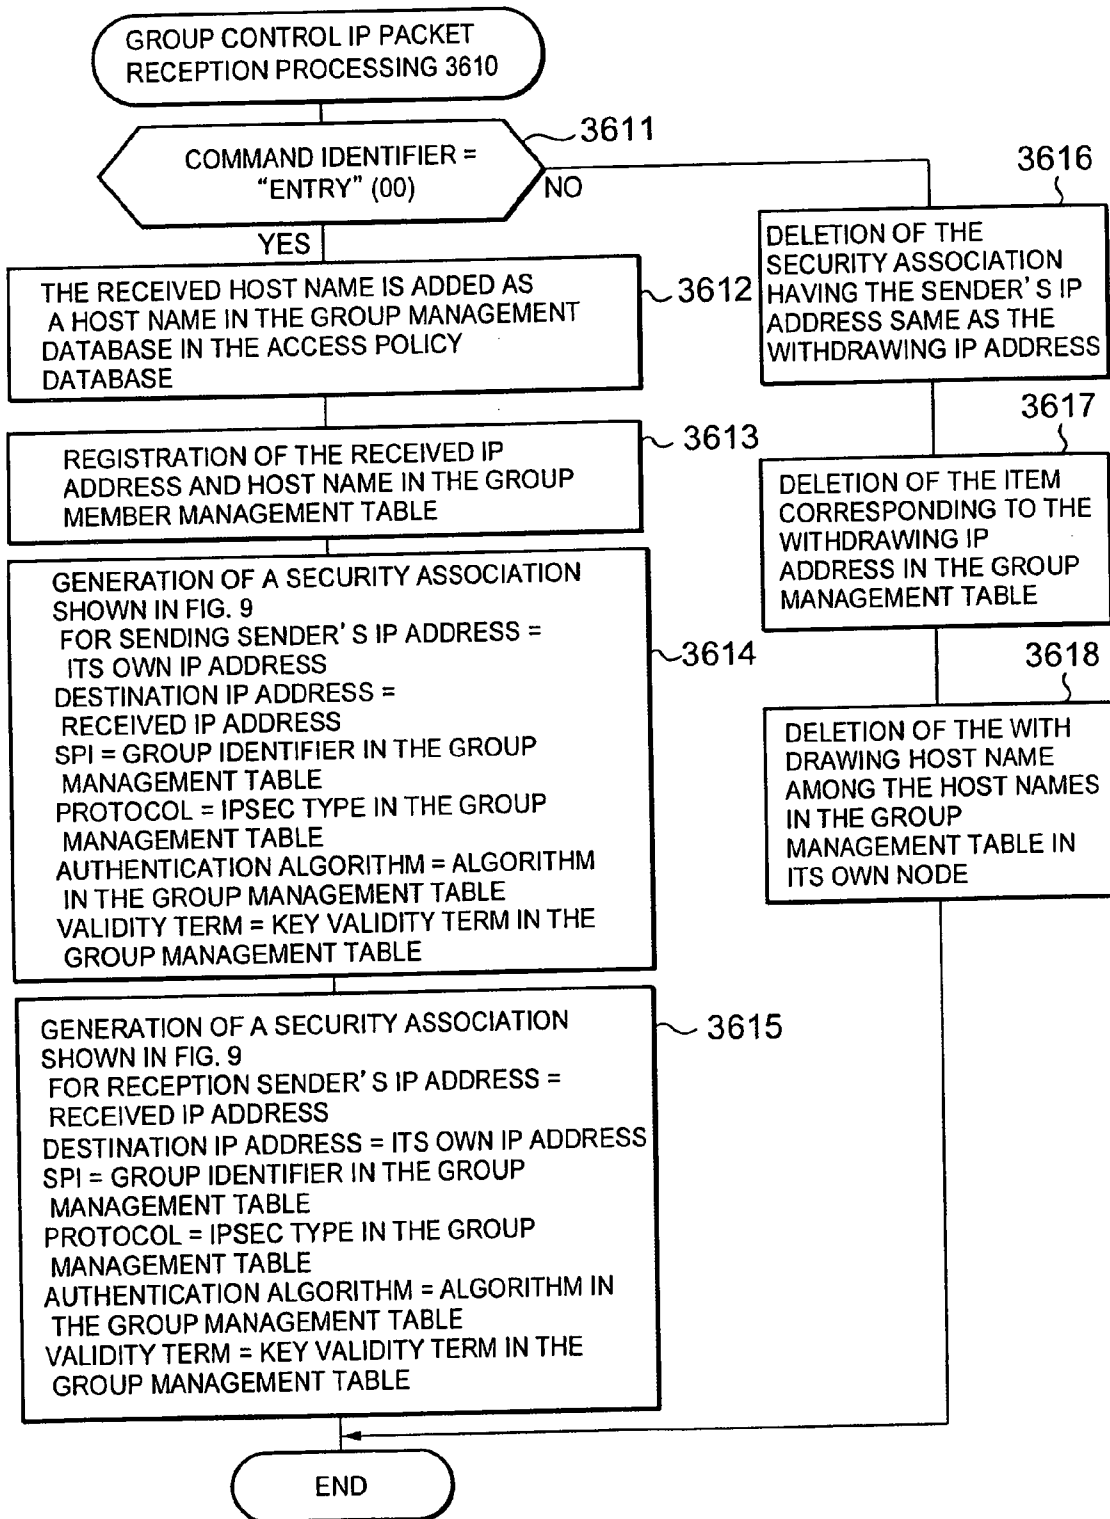 GROUP CONTROL IP PACKET
RECEPTION PROCESSING 3610
3611
COMMAND IDENTIFIER =
“ENTRY” (00)
NO
YES
THE RECEIVED HOST NAME IS ADDED AS
A HOST NAME IN THE GROUP MANAGEMENT
DATABASE IN THE ACCESS POLICY
DATABASE
3612
REGISTRATION OF THE RECEIVED IP
ADDRESS AND HOST NAME IN THE GROUP
MEMBER MANAGEMENT TABLE
3613
GENERATION OF A SECURITY ASSOCIATION
SHOWN IN FIG. 9
FOR SENDING SENDER'S IP ADDRESS =
ITS OWN IP ADDRESS
DESTINATION IP ADDRESS =
RECEIVED IP ADDRESS
SPI = GROUP IDENTIFIER IN THE GROUP
MANAGEMENT TABLE
PROTOCOL = IPSEC TYPE IN THE GROUP
MANAGEMENT TABLE
AUTHENTICATION ALGORITHM = ALGORITHM
IN THE GROUP MANAGEMENT TABLE
VALIDITY TERM = KEY VALIDITY TERM IN THE
GROUP MANAGEMENT TABLE
3614
GENERATION OF A SECURITY ASSOCIATION
SHOWN IN FIG. 9
FOR RECEPTION SENDER'S IP ADDRESS =
RECEIVED IP ADDRESS
DESTINATION IP ADDRESS = ITS OWN IP ADDRESS
SPI = GROUP IDENTIFIER IN THE GROUP
MANAGEMENT TABLE
PROTOCOL = IPSEC TYPE IN THE GROUP
MANAGEMENT TABLE
AUTHENTICATION ALGORITHM = ALGORITHM IN
THE GROUP MANAGEMENT TABLE
VALIDITY TERM = KEY VALIDITY TERM IN THE
GROUP MANAGEMENT TABLE
3615
3616
DELETION OF THE
SECURITY ASSOCIATION
HAVING THE SENDER'S IP
ADDRESS SAME AS THE
WITHDRAWING IP ADDRESS
3617
DELETION OF THE ITEM
CORRESPONDING TO THE
WITHDRAWING IP
ADDRESS IN THE GROUP
MANAGEMENT TABLE
3618
DELETION OF THE WITH
DRAWING HOST NAME
AMONG THE HOST NAMES
IN THE GROUP
MANAGEMENT TABLE IN
ITS OWN NODE
END